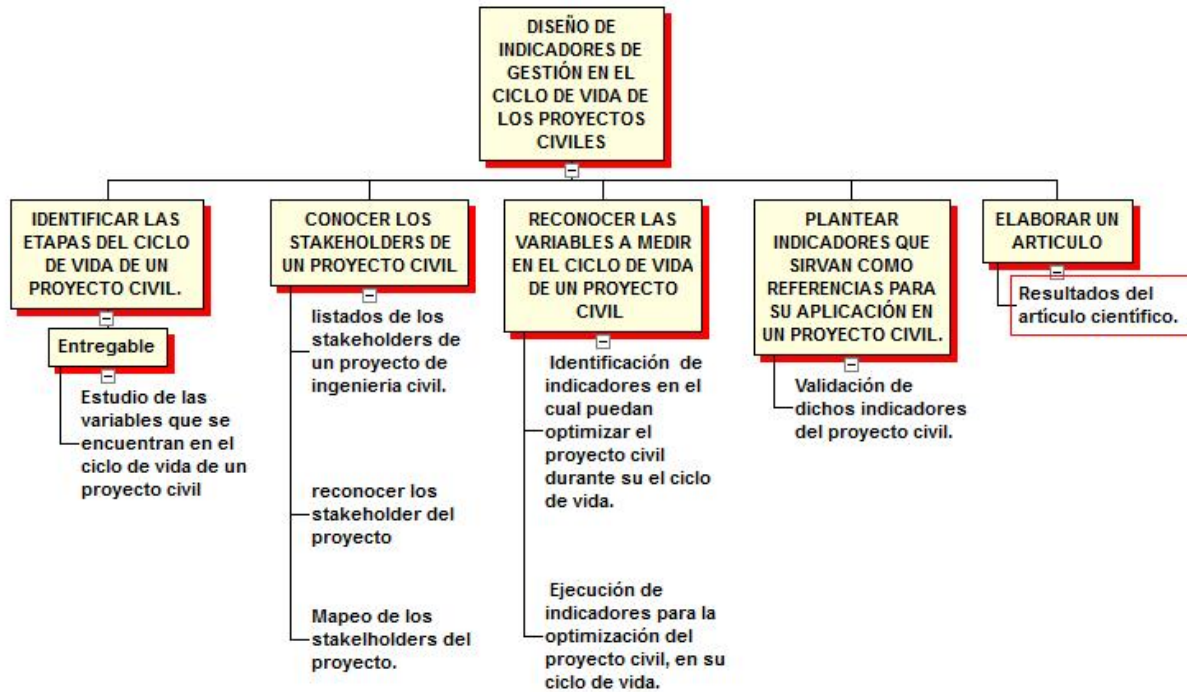 DISEÑO DE
INDICADORES DE
GESTIÓN EN EL
CICLO DE VIDA DE
LOS PROYECTOS
CIVILES
IDENTIFICAR LAS
ETAPAS DEL CICLO
DE VIDA DE UN
PROYECTO CIVIL.
Entregable
Estudio de las
variables que se
encuentran en el
ciclo de vida de un
proyecto civil
CONOCER LOS
STAKEHOLDERS DE
UN PROYECTO CIVIL
listados de los
stakeholders de
un proyecto de
ingenieria civil.
reconocer los
stakeholder del
proyecto
Mapeo de los
stakelholders del
proyecto.
RECONOCER LAS
VARIABLES A MEDIR
EN EL CICLO DE VIDA
DE UN PROYECTO
CIVIL
Identificación de
indicadores en el
cual puedan
optimizar el
proyecto civil
durante su el ciclo
de vida.
Ejecución de
indicadores para la
optimización del
proyecto civil, en su
ciclo de vida.
PLANTEAR
INDICADORES QUE
SIRVAN COMO
REFERENCIAS PARA
SU APLICACIÓN EN
UN PROYECTO CIVIL.
Validación de
dichos indicadores
del proyecto civil.
ELABORAR UN
ARTICULO
Resultados del
artículo científico.